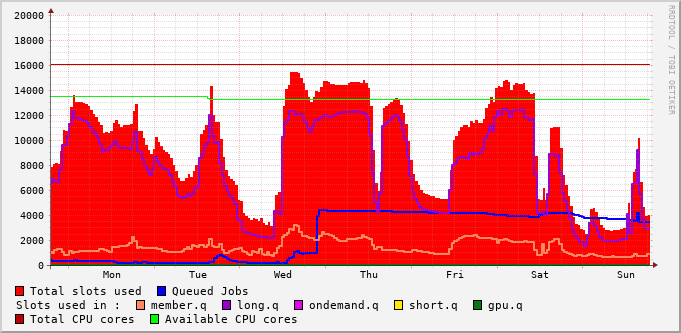 20000
18000
16000
14000
12000
10000
8000
6000
4000
2000
0
Mon Tue Wed Thu Fri Sat Sun
Total slots used Queued Jobs
Slots used in : member.q long.q ondemand.q short.q gpu.q
Total CPU cores Available CPU cores
RRDTOOL / TOBI OETIKER